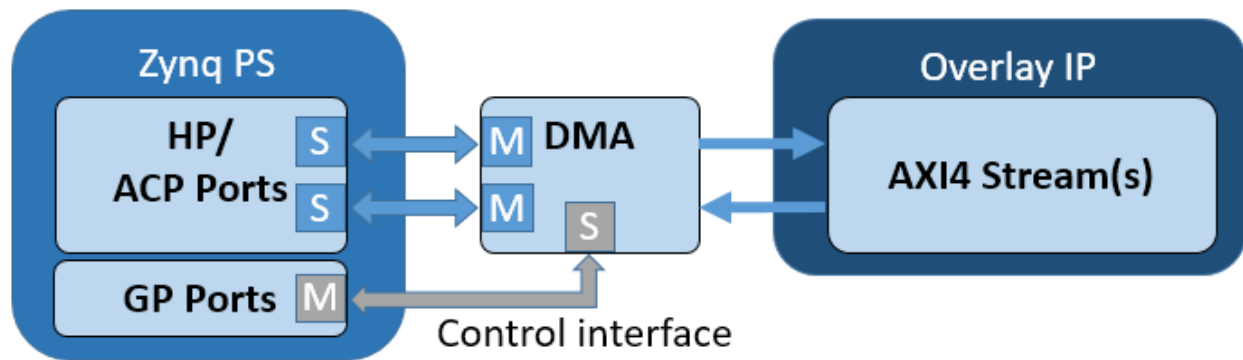 Zynq PS
HP/
ACP Ports
S
S
M
DMA
M
S
GP Ports
M
Control interface
Overlay IP
AXI4 Stream(s)